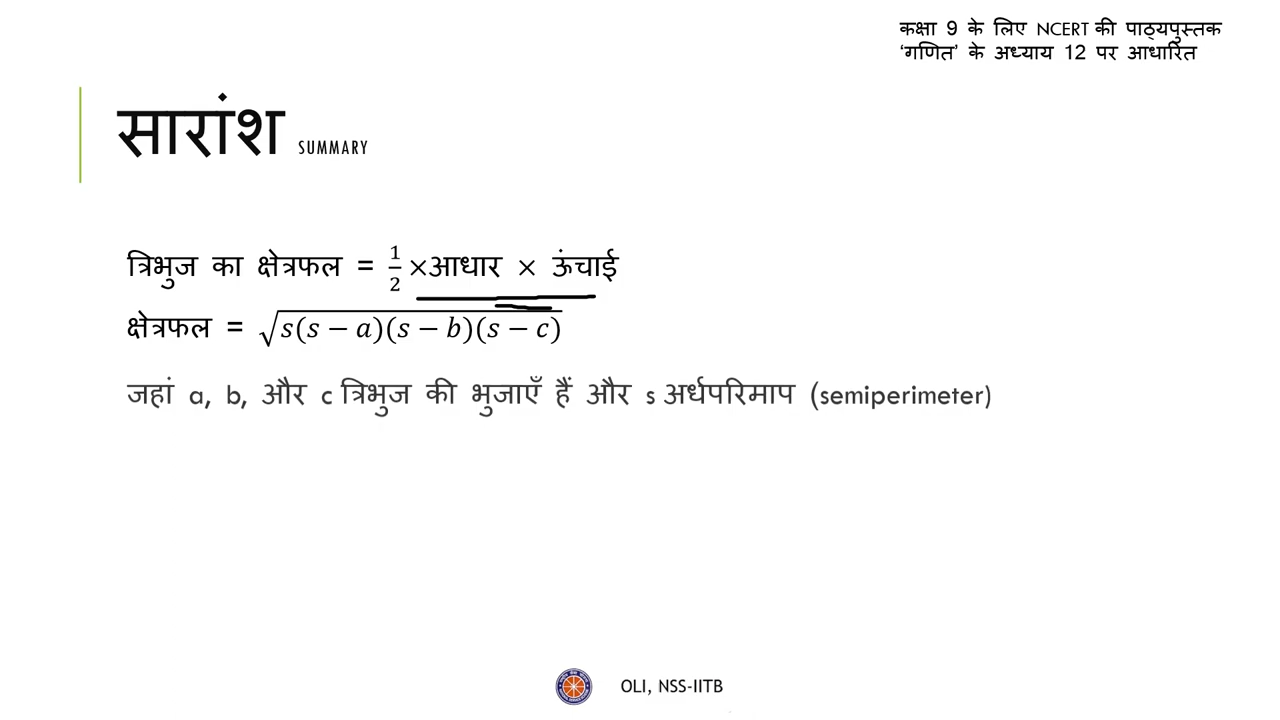 कक्षा 9 के लिए NCERT की पाठ्यपुस्तक
‘गणित’ के अध्याय 12 पर आधारित
सारांश SUMMARY
त्रिभुज का क्षेत्रफल = 1/2 ×आधार × ऊंचाई
क्षेत्रफल = √s(s − a)(s − b)(s − c)
जहां a, b, और c त्रिभुज की भुजाएँ हैं और s अर्धपरिमाप (semiperimeter)
OLI, NSS-IITB